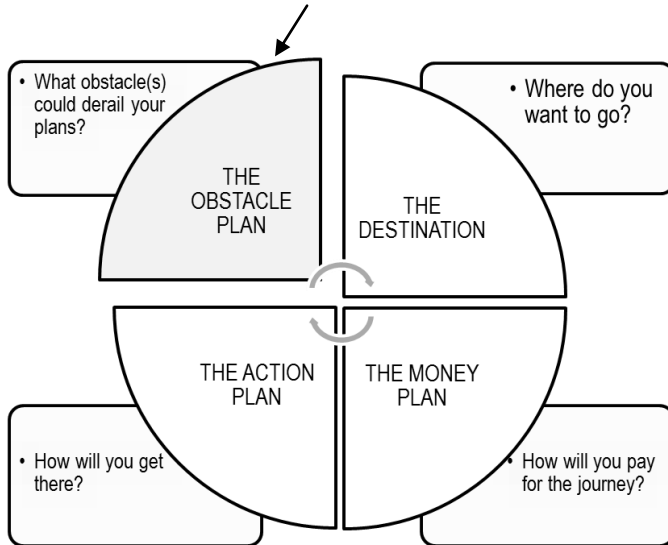 • What obstacle(s)
could derail your
plans?
• Where do you
want to go?
THE
OBSTACLE
PLAN
THE
DESTINATION
THE ACTION
PLAN
THE MONEY
PLAN
• How will you get
there?
• How will you pay
for the journey?